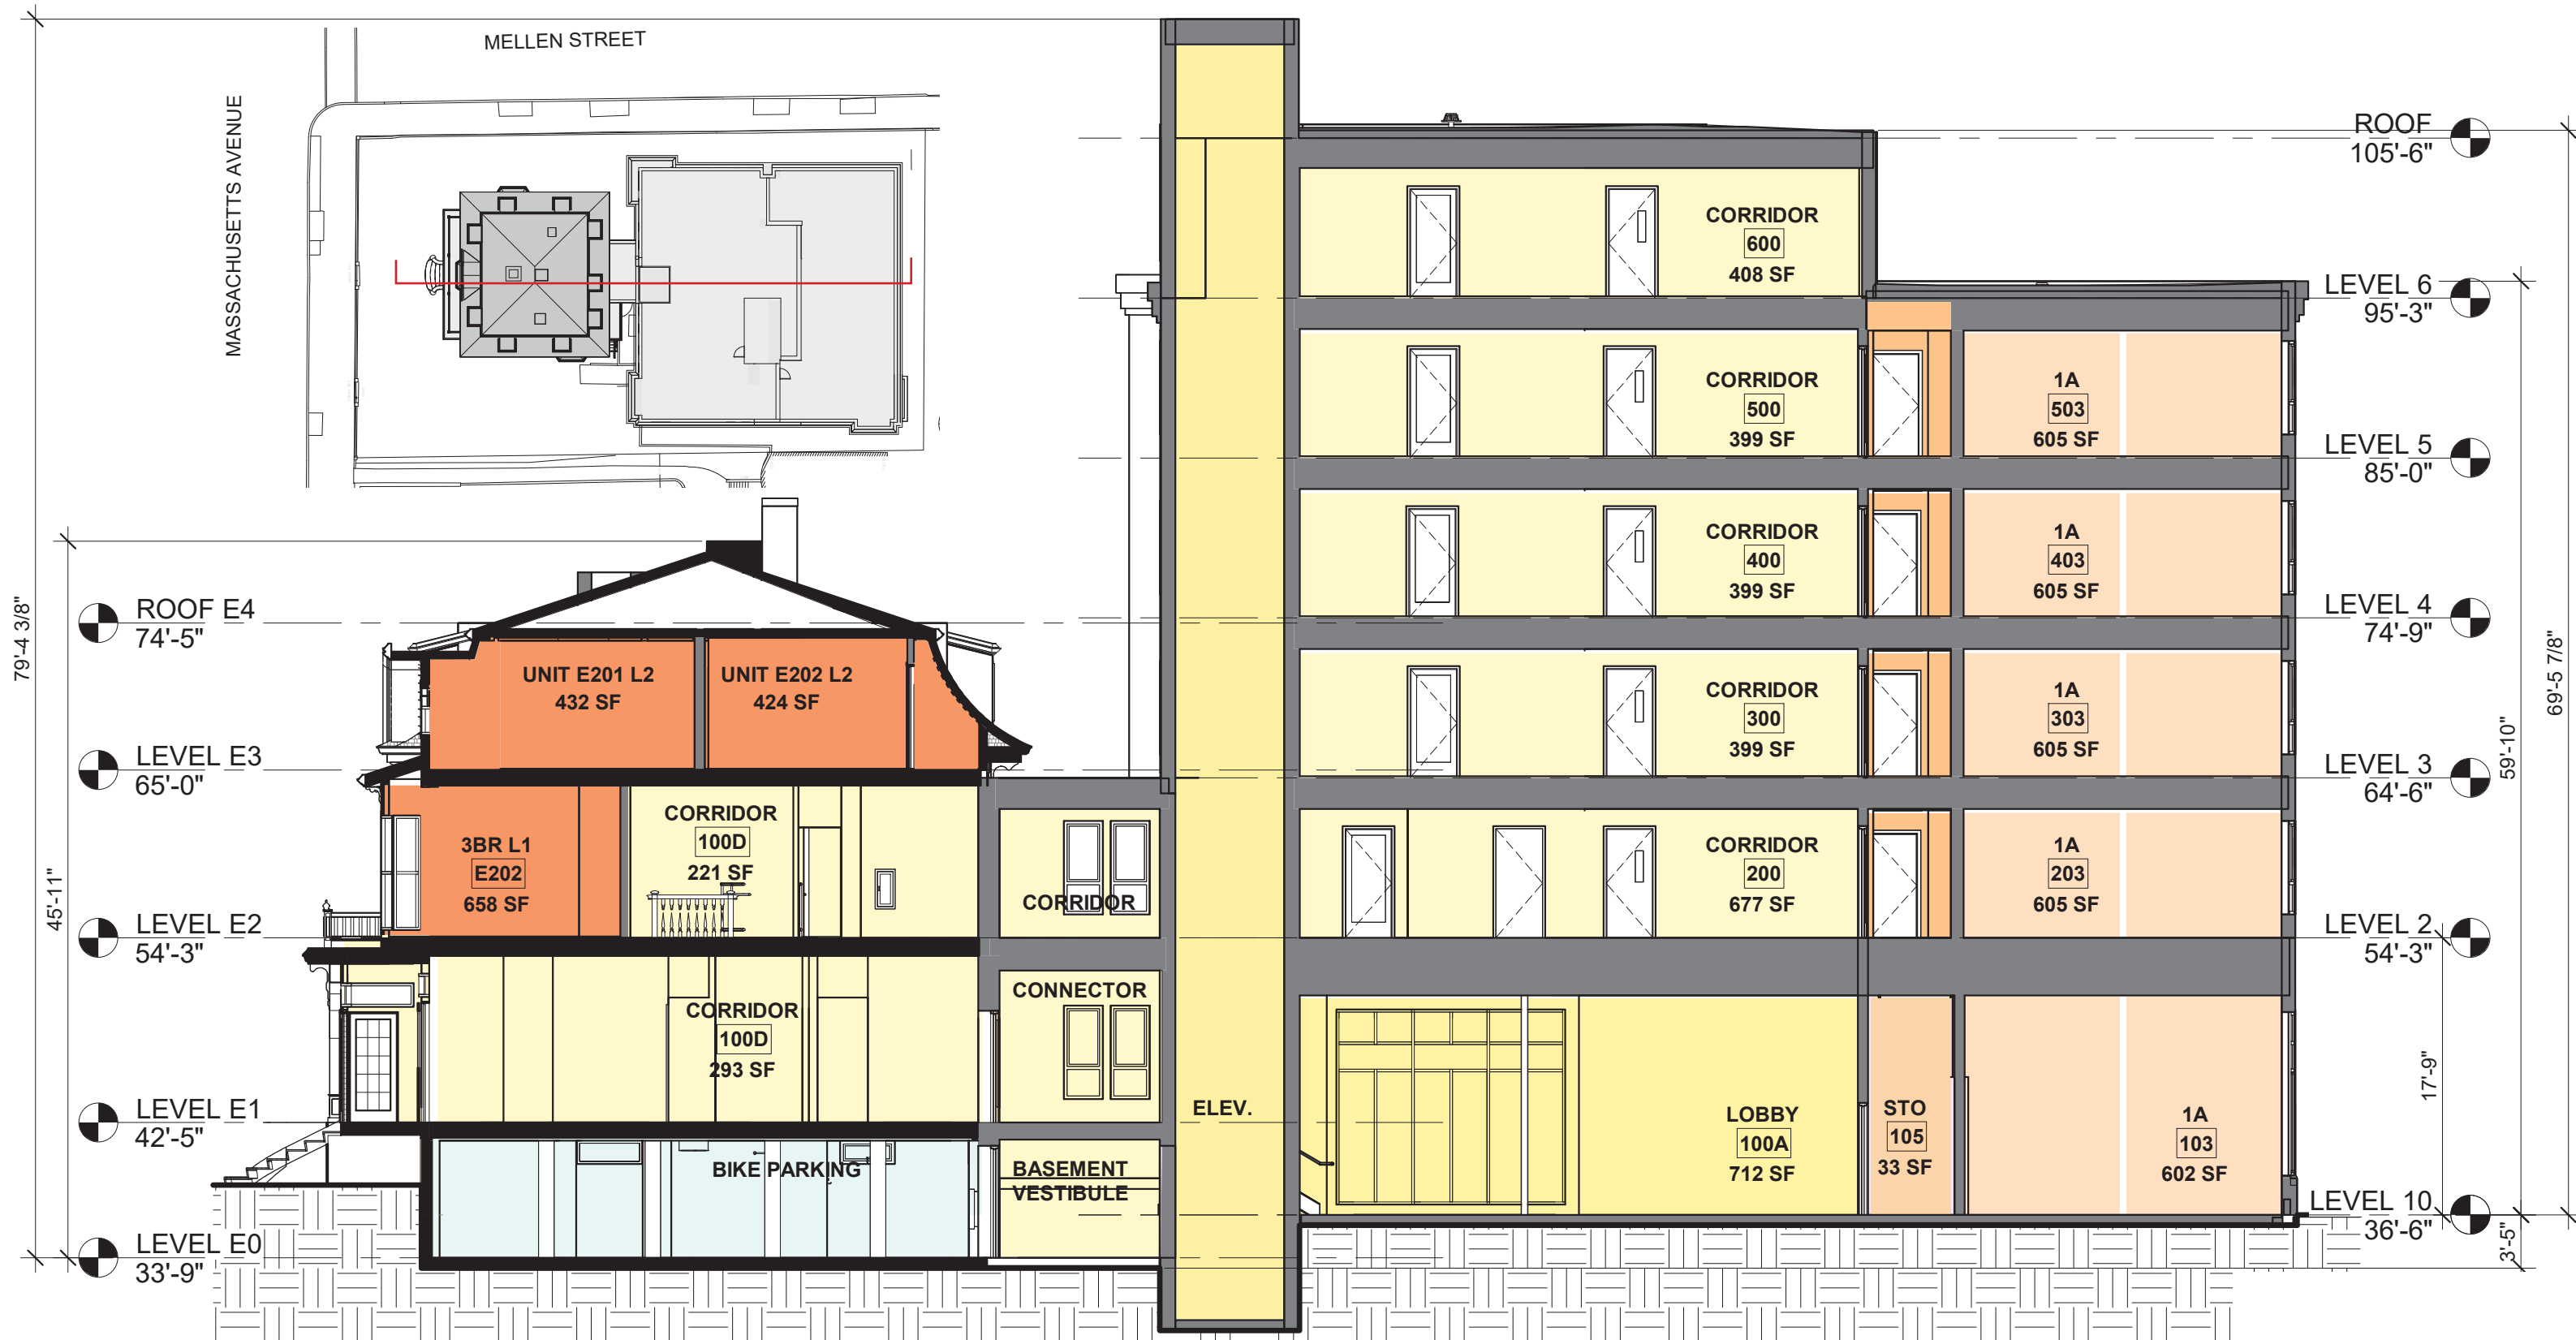 MELLEN STREET
MASSACHUSETTS AVENUE
ROOF
105'-6"
LEVEL 6
95'-3"
LEVEL 5
85'-0"
LEVEL 4
74'-9"
LEVEL 3
64'-6"
LEVEL 2
54'-3"
LEVEL 10
36'-6"
69'-5 7/8"
59'-10"
17'-9"
3'-5"
79'-4 3/8"
45'-11"
ROOF E4
74'-5"
LEVEL E3
65'-0"
LEVEL E2
54'-3"
LEVEL E1
42'-5"
LEVEL E0
33'-9"
CORRIDOR
600
408 SF
CORRIDOR
500
399 SF
1A
503
605 SF
CORRIDOR
400
399 SF
1A
403
605 SF
CORRIDOR
300
399 SF
1A
303
605 SF
CORRIDOR
200
677 SF
1A
203
605 SF
LOBBY
100A
712 SF
STO
105
33 SF
1A
103
602 SF
ELEV.
UNIT E201 L2
432 SF
UNIT E202 L2
424 SF
3BR L1
E202
658 SF
CORRIDOR
100D
221 SF
CORRIDOR
CORRIDOR
100D
293 SF
CONNECTOR
BIKE PARKING
BASEMENT
VESTIBULE